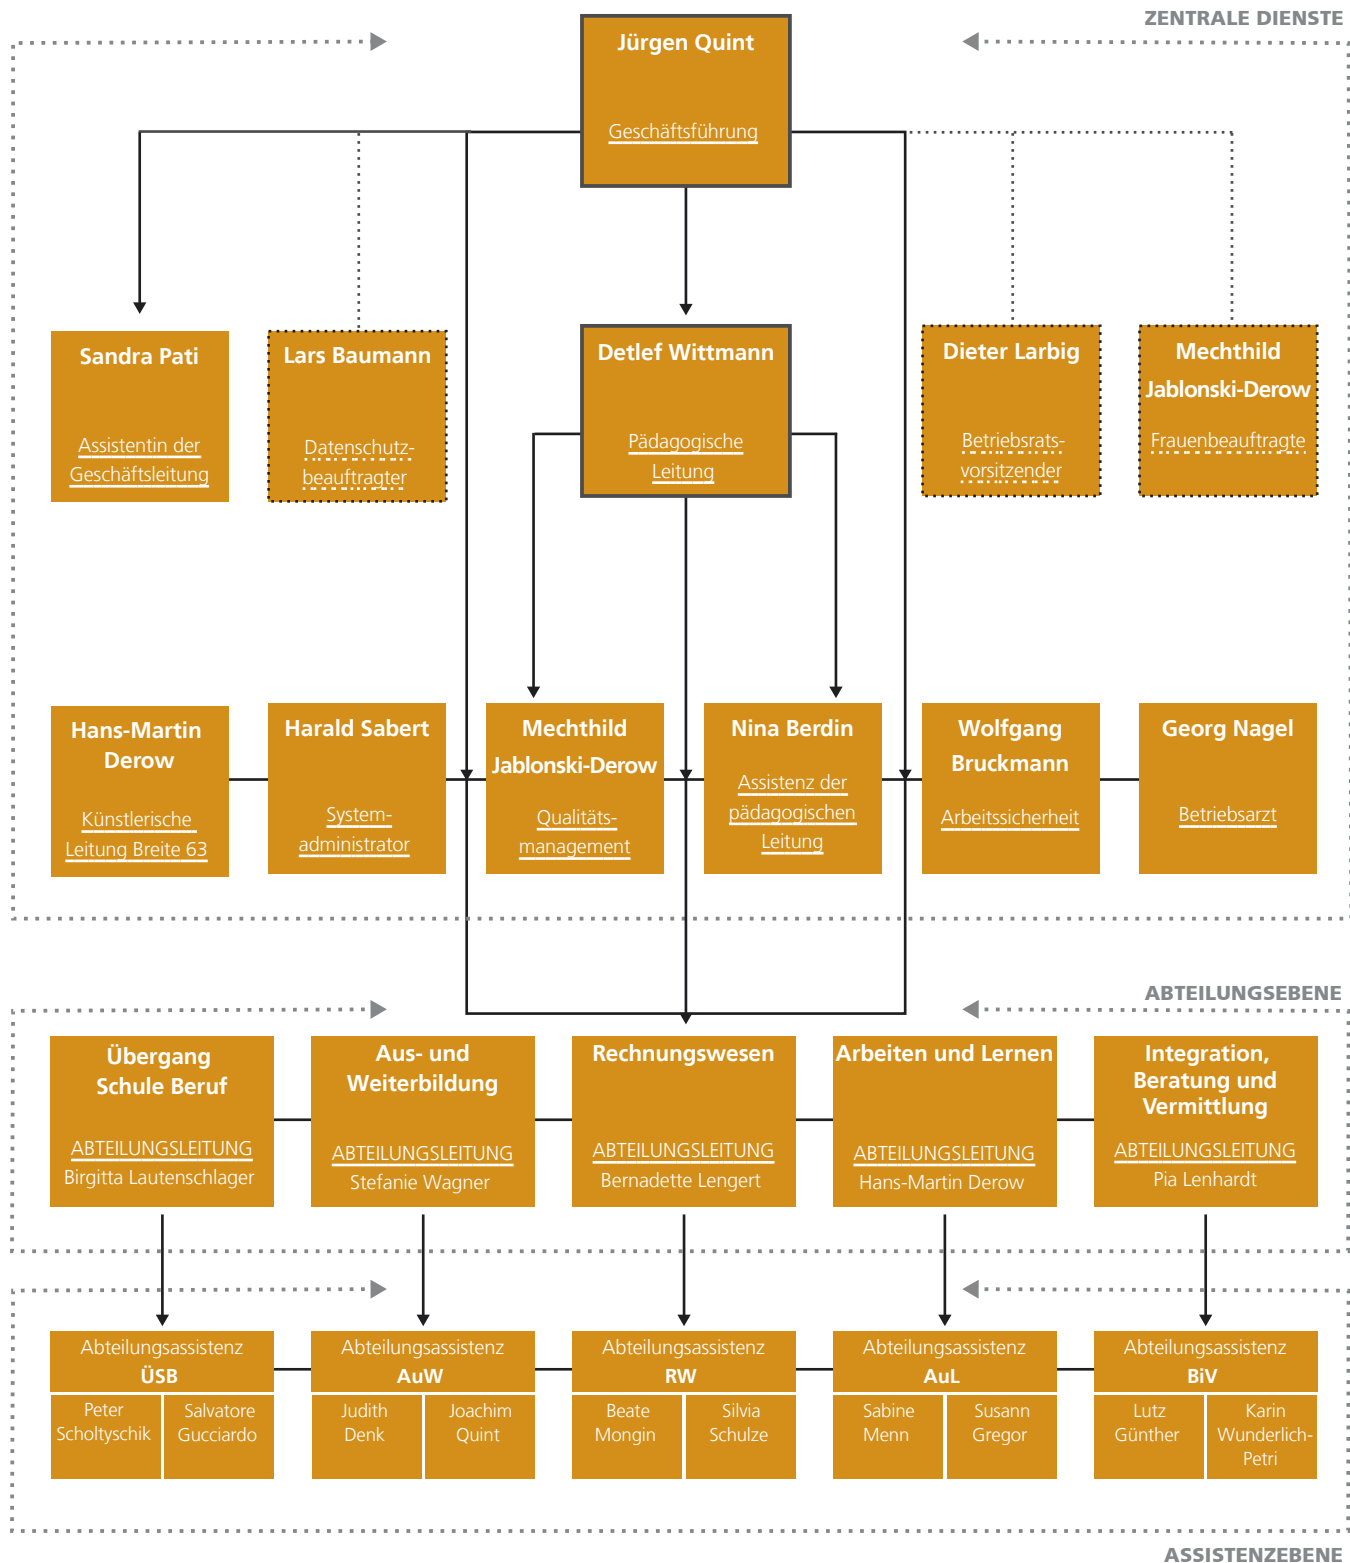 ZENTRALE DIENSTE
Jürgen Quint
Geschäftsführung
Sandra Pati
Assistentin der
Geschäftsleitung
Lars Baumann
Datenschutz-
beauftragter
Detlef Wittmann
Pädagogische
Leitung
Dieter Larbig
Betriebsrats-
vorsitzender
Mechthild
Jablonski-Derow
Frauenbeauftragte
Hans-Martin
Derow
Künstlerische
Leitung Breite 63
Harald Sabert
System-
administrator
Mechthild
Jablonski-Derow
Qualitäts-
management
Nina Berdin
Assistenz der
pädagogischen
Leitung
Wolfgang
Bruckmann
Arbeitssicherheit
Georg Nagel
Betriebsarzt
ABTEILUNGSEBENE
Übergang
Schule Beruf
ABTEILUNGSLEITUNG
Birgitta Lautenschlager
Aus- und
Weiterbildung
ABTEILUNGSLEITUNG
Stefanie Wagner
Rechnungswesen
ABTEILUNGSLEITUNG
Bernadette Lengert
Arbeiten und Lernen
ABTEILUNGSLEITUNG
Hans-Martin Derow
Integration,
Beratung und
Vermittlung
ABTEILUNGSLEITUNG
Pia Lenhardt
Abteilungsassistenz
ÜSB
Peter
Scholtyschik
Salvatore
Gucciardo
Abteilungsassistenz
AuW
Judith
Denk
Joachim
Quint
Abteilungsassistenz
RW
Beate
Mongin
Silvia
Schulze
Abteilungsassistenz
AuL
Sabine
Menn
Susann
Gregor
Abteilungsassistenz
BiV
Lutz
Günther
Karin
Wunderlich-
Petri
ASSISTENZEBENE